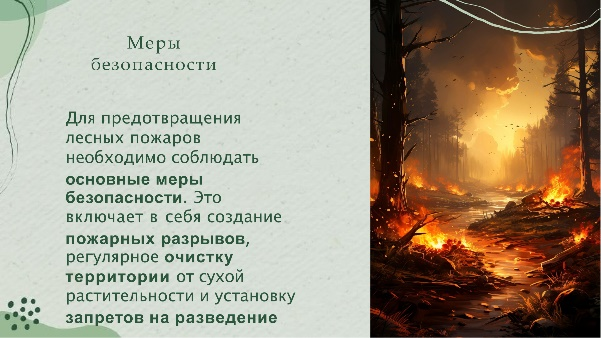 Меры
безопасности
Для предотвращения
лесных пожаров
необходимо соблюдать
основные меры
безопасности. Это
включает в себя создание
пожарных разрывов,
регулярное очистку
территории от сухой
растительности и установку
запретов на разведение